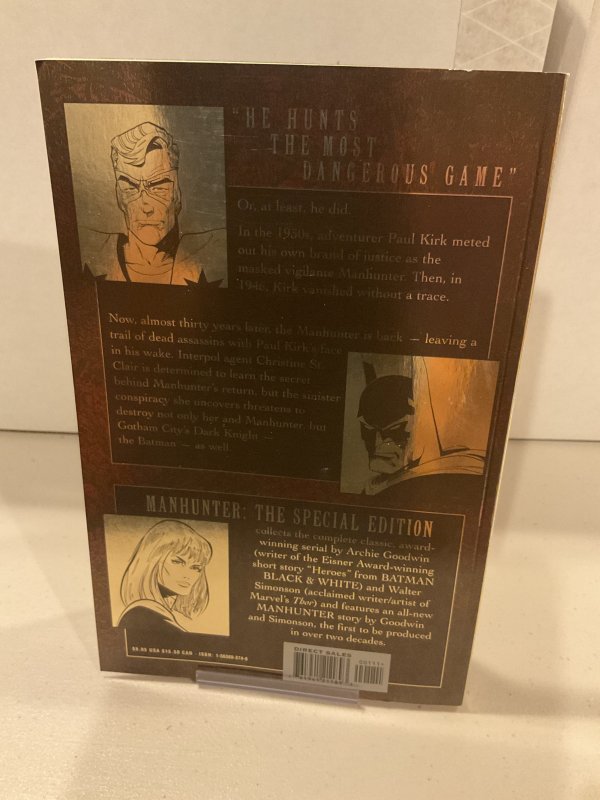 "HE HUNTS
THE MOST
DANGEROUS GAME"
Or, at least, he did.
In the 1930s, adventurer Paul Kirk meted
out his own brand of justice as the
masked vigilante Manhunter. Then, in
1946, Kirk vanished without a trace.
Now, almost thirty years later, the Manhunter is back — leaving a
trail of dead assassins with Paul Kirk's face
in his wake. Interpol agent Christine St.
Clair is determined to learn the secret
behind Manhunter's return, but the sinister
conspiracy she uncovers threatens to
destroy not only her and Manhunter, but
Gotham City's Dark Knight —
the Batman — as well.
MANHUNTER: THE SPECIAL EDITION
collects the complete classic, award-
winning serial by Archie Goodwin
(writer of the Eisner Award-winning
short story "Heroes" from BATMAN
BLACK & WHITE) and Walter
Simonson (acclaimed writer/artist of
Marvel's Thor) and features an all-new
MANHUNTER story by Goodwin
and Simonson, the first to be produced
in over two decades.
DIRECT SALES
00111
ISBN: